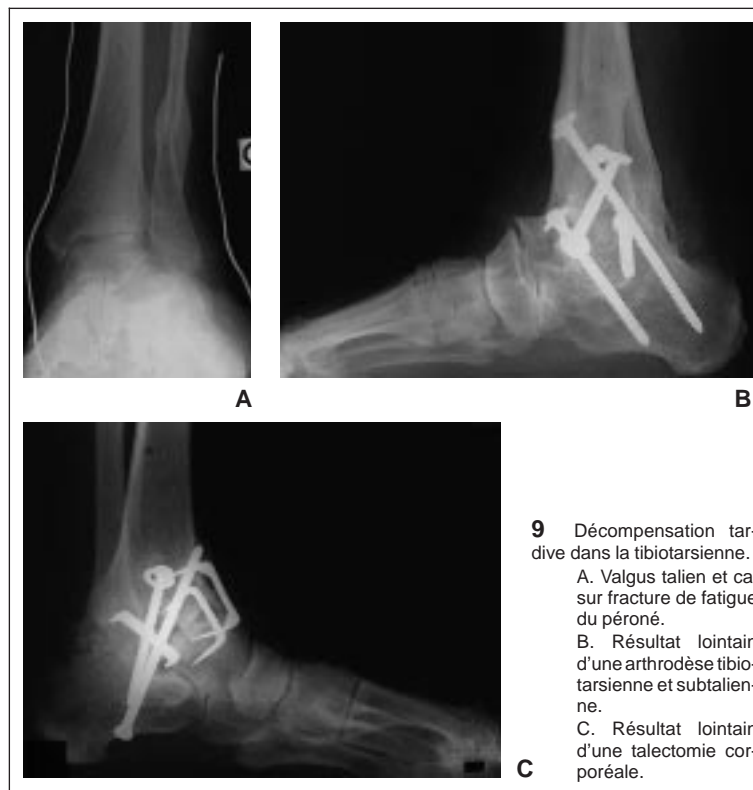 A
B
C
9 Décompensation tar-
dive dans la tibiotarsienne.
A. Valgus talien et cal
sur fracture de fatigue
du péroné.
B. Résultat lointain
d'une arthrodèse tibio-
tarsienne et subtalien-
ne.
C. Résultat lointain
d'une talectomie cor-
poréale.